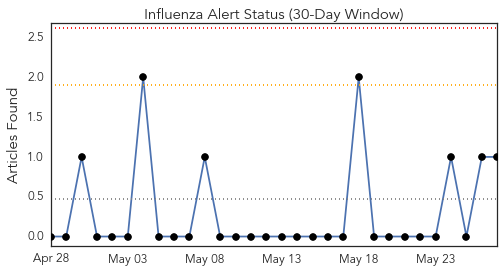 Influenza Alert Status (30-Day Window)
Articles Found
2.5
2.0
1.5
1.0
0.5
0.0
Apr 28 May 03 May 08 May 13 May 18 May 23